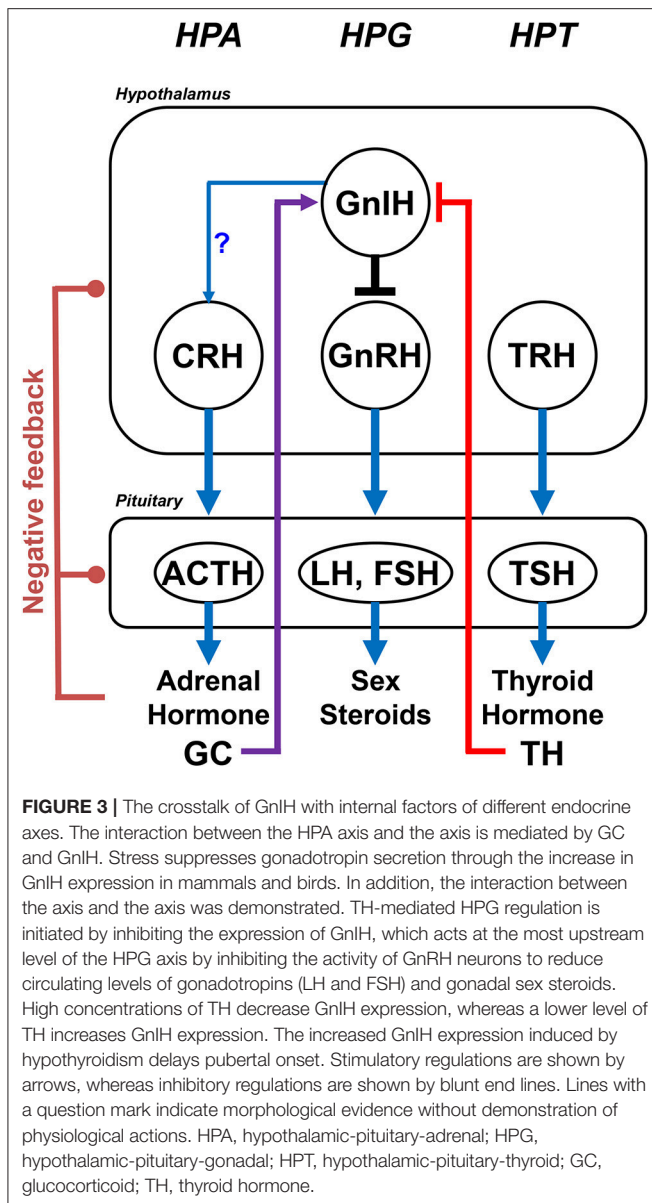 HPA HPG HPT
Hypothalamus
GnIH
?
CRH GnRH TRH
Negative feedback
Pituitary
ACTH LH, FSH TSH
Adrenal Sex Thyroid
Hormone Steroids Hormone
GC TH
FIGURE 3 | The crosstalk of GnIH with internal factors of different endocrine
axes. The interaction between the HPA axis and the axis is mediated by GC
and GnIH. Stress suppresses gonadotropin secretion through the increase in
GnIH expression in mammals and birds. In addition, the interaction between
the axis and the axis was demonstrated. TH-mediated HPG regulation is
initiated by inhibiting the expression of GnIH, which acts at the most upstream
level of the HPG axis by inhibiting the activity of GnRH neurons to reduce
circulating levels of gonadotropins (LH and FSH) and gonadal sex steroids.
High concentrations of TH decrease GnIH expression, whereas a lower level of
TH increases GnIH expression. The increased GnIH expression induced by
hypothyroidism delays pubertal onset. Stimulatory regulations are shown by
arrows, whereas inhibitory regulations are shown by blunt end lines. Lines with
a question mark indicate morphological evidence without demonstration of
physiological actions. HPA, hypothalamic-pituitary-adrenal; HPG,
hypothalamic-pituitary-gonadal; HPT, hypothalamic-pituitary-thyroid; GC,
glucocorticoid; TH, thyroid hormone.